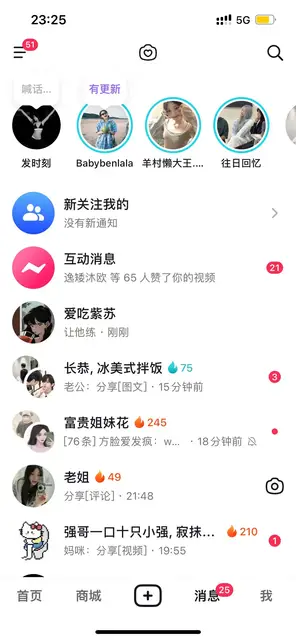 23:25
5G
51
喊话...
有更新
发时刻
Babybenlala
羊村懒大王....
往日回忆
新关注我的
没有新通知
互动消息
逸矮沐欧 等 65 人赞了你的视频
21
爱吃紫苏
让他练 · 刚刚
长恭, 冰美式拌饭 75
老公: 分享[图文] · 15分钟前
3
富贵姐妹花 245
[76条] 方脸爱发疯: w... · 18分钟前
老姐 49
分享[评论] · 21:48
强哥一口十只小强, 寂抹... 210
妈咪: 分享[视频] · 19:55
1
首页
商城
消息
25
我